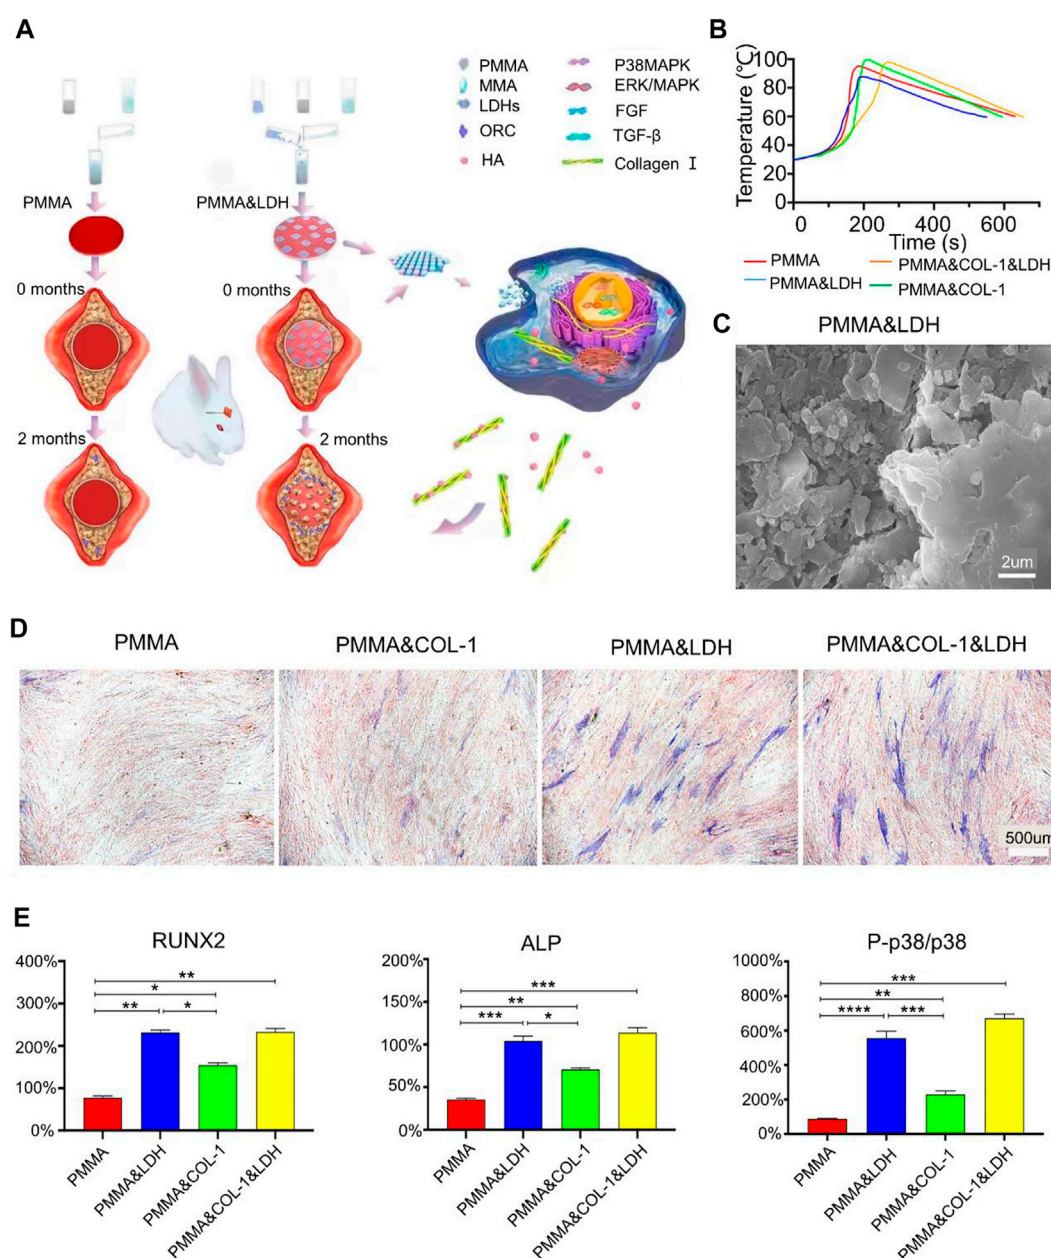 A
PMMA
MMA
LDHs
ORC
HA
P38MAPK
ERK/MAPK
FGF
TGF-β
Collagen I
PMMA
PMMA&LDH
0 months
0 months
2 months
2 months
B
Temperature (°C)
100
80
60
40
20
0
0
200
400
600
Time (s)
PMMA
PMMA&LDH
PMMA&COL-1&LDH
PMMA&COL-1
C
PMMA&LDH
2um
D
PMMA
PMMA&COL-1
PMMA&LDH
PMMA&COL-1&LDH
500um
E
RUNX2
400%
300%
200%
100%
0%
**
*
**
*
PMMA
PMMA&LDH
PMMA&COL-1
PMMA&COL-1&LDH
ALP
200%
150%
100%
50%
0%
***
**
***
*
PMMA
PMMA&LDH
PMMA&COL-1
PMMA&COL-1&LDH
P-p38/p38
1000%
800%
600%
400%
200%
0%
***
**
****
***
PMMA
PMMA&LDH
PMMA&COL-1
PMMA&COL-1&LDH